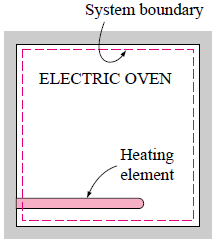 System boundary
ELECTRIC OVEN
Heating
element